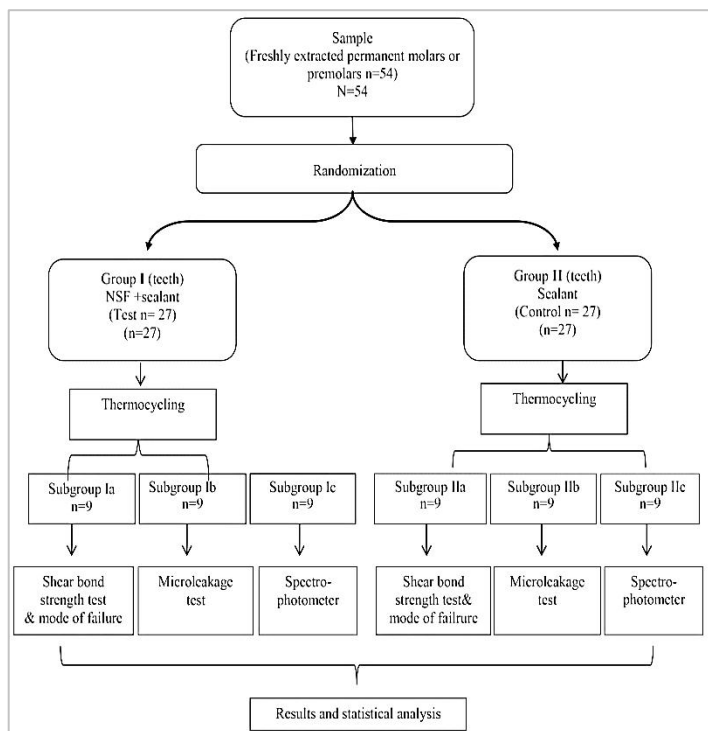 Sample
(Freshly extracted permanent molars or
premolars n=54)
N=54
Randomization
Group I (teeth)
NSF +sealant
(Test n= 27)
(n=27)
Group II (teeth)
Sealant
(Control n= 27)
(n=27)
Thermocycling
Thermocycling
Subgroup Ia
n=9
Subgroup Ib
n=9
Subgroup Ic
n=9
Subgroup IIa
n=9
Subgroup IIb
n=9
Subgroup IIc
n=9
Shear bond
strength test
& mode of failure
Microleakage
test
Spectro-
photometer
Shear bond
strength test&
mode of failrure
Microleakage
test
Spectro-
photometer
Results and statistical analysis